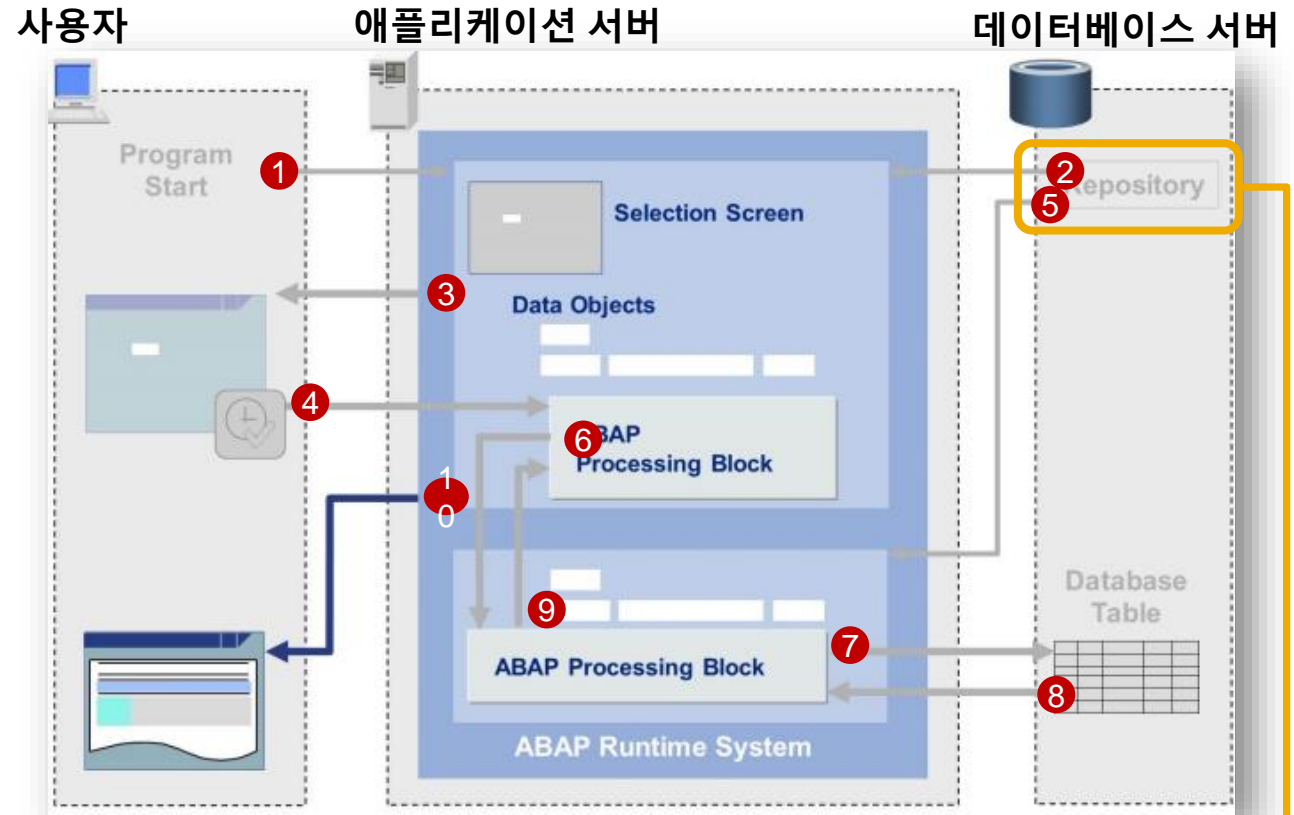 사용자
애플리케이션 서버
데이터베이스 서버
Program
Start
1
2
Repository
5
Selection Screen
3
Data Objects
4
6
ABAP
Processing Block
10
Database
Table
9
7
ABAP Processing Block
8
ABAP Runtime System